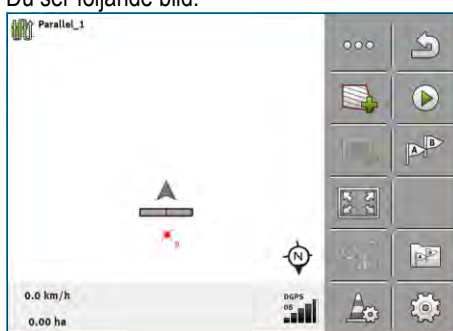 Du ser följande bild:
Parallel_1
A B
N
0.0 km/h
DGPS
0.00 ha